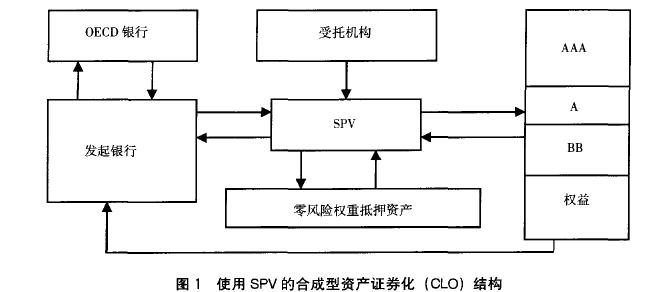 OECD 银行
受托机构
AAA
发起银行
SPV
A
BB
零风险权重抵押资产
权益
图 1 使用 SPV 的合成型资产证券化（CLO）结构